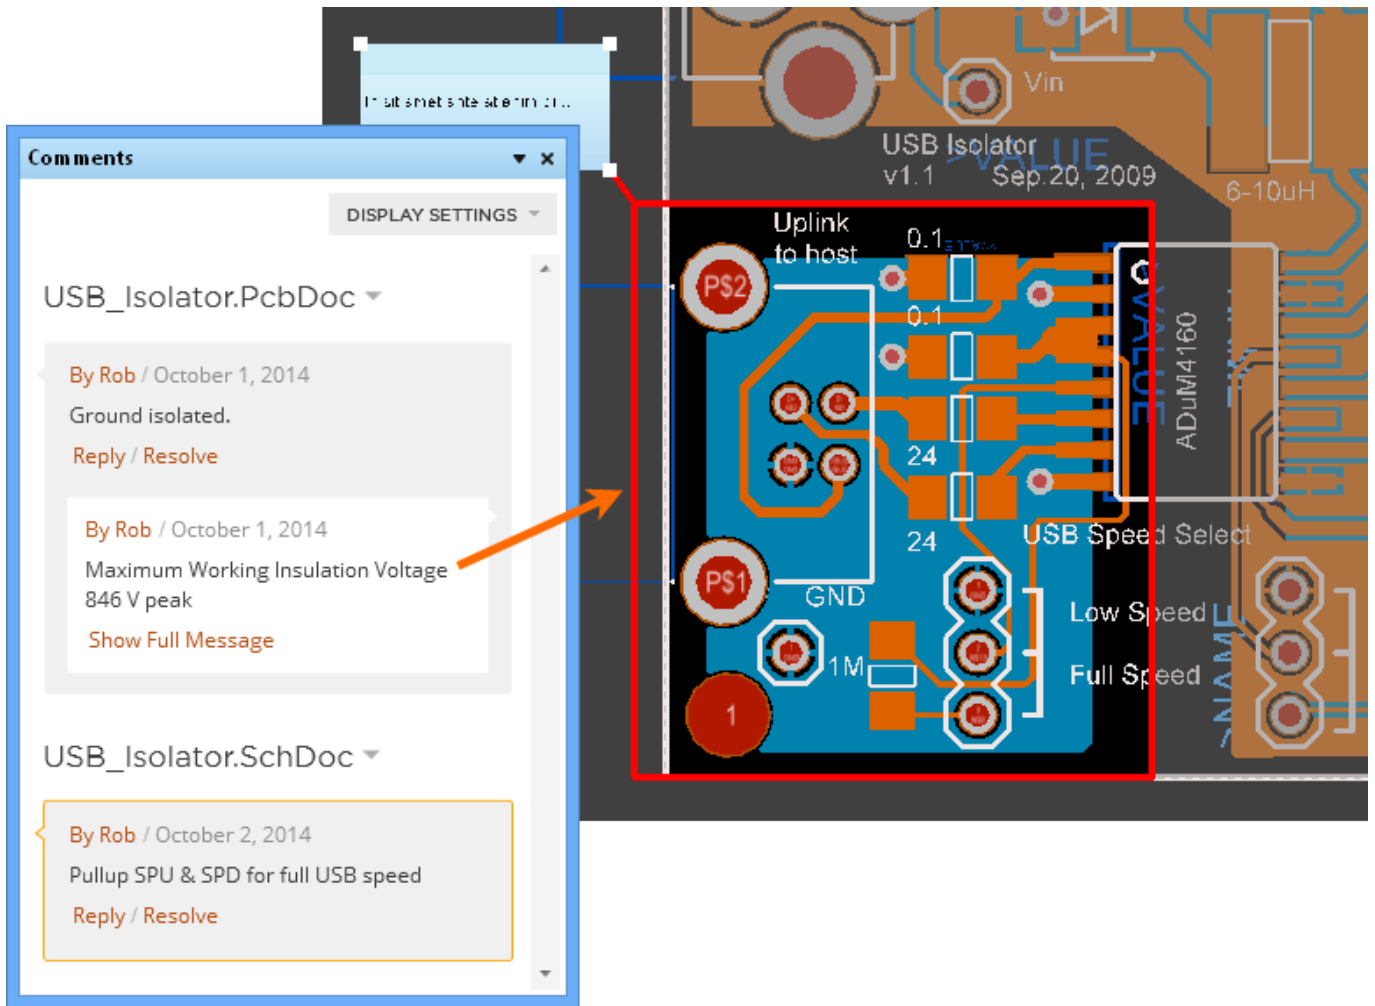 Comments
DISPLAY SETTINGS
USB_Isolator.PcbDoc
By Rob / October 1, 2014
Ground isolated.
Reply / Resolve
By Rob / October 1, 2014
Maximum Working Insulation Voltage
846 V peak
Show Full Message
USB_Isolator.SchDoc
By Rob / October 2, 2014
Pullup SPU & SPD for full USB speed
Reply / Resolve
Vin
USB Isolator
>VALUE
v1.1 Sep.20, 2009
6-10uH
Uplink
to host
0.1
P$2
0.1
>VALUE
ADuM4160
24
24
USB Speed Select
P$1
GND
Low Speed
1M
Full Speed
>NAME
1